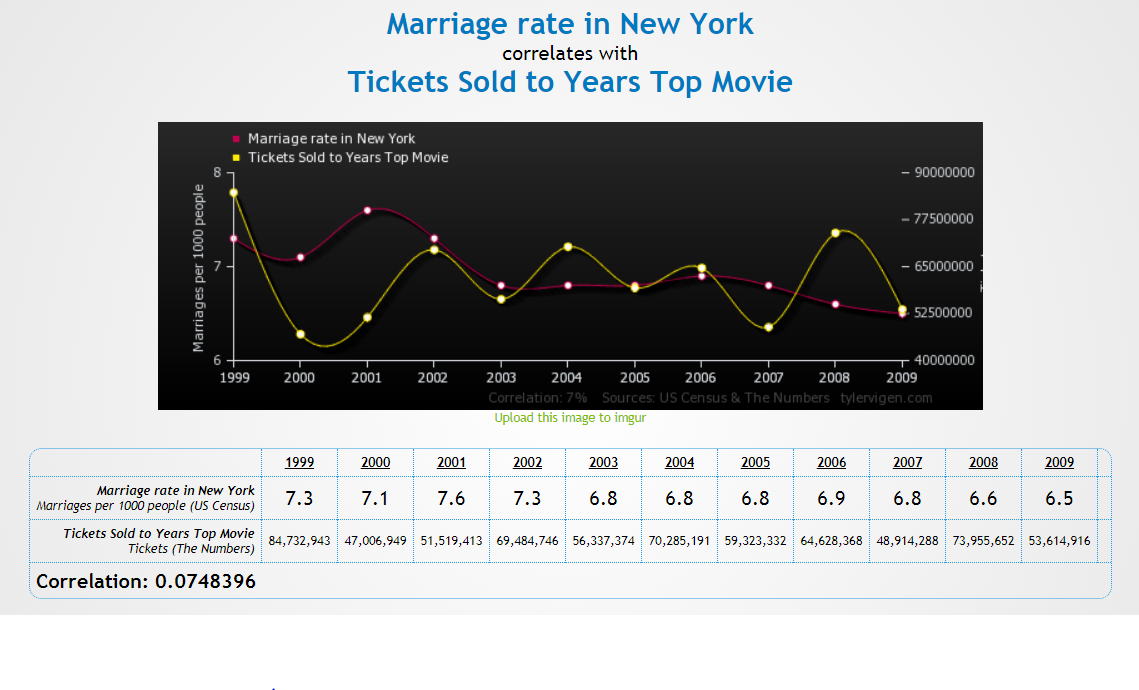 Marriage rate in New York
correlates with
Tickets Sold to Years Top Movie
Marriage rate in New York
Tickets Sold to Years Top Movie
Marriages per 1000 people
8
7
6
90000000
77500000
65000000
52500000
40000000
1999 2000 2001 2002 2003 2004 2005 2006 2007 2008 2009
Correlation: 7% Sources: US Census & The Numbers tylervigen.com
Upload this image to imgur
1999 2000 2001 2002 2003 2004 2005 2006 2007 2008 2009
Marriage rate in New York
Marriages per 1000 people (US Census)
7.3 7.1 7.6 7.3 6.8 6.8 6.8 6.9 6.8 6.6 6.5
Tickets Sold to Years Top Movie
Tickets (The Numbers)
84,732,943 47,006,949 51,519,413 69,484,746 56,337,374 70,285,191 59,323,332 64,628,368 48,914,288 73,955,652 53,614,916
Correlation: 0.0748396